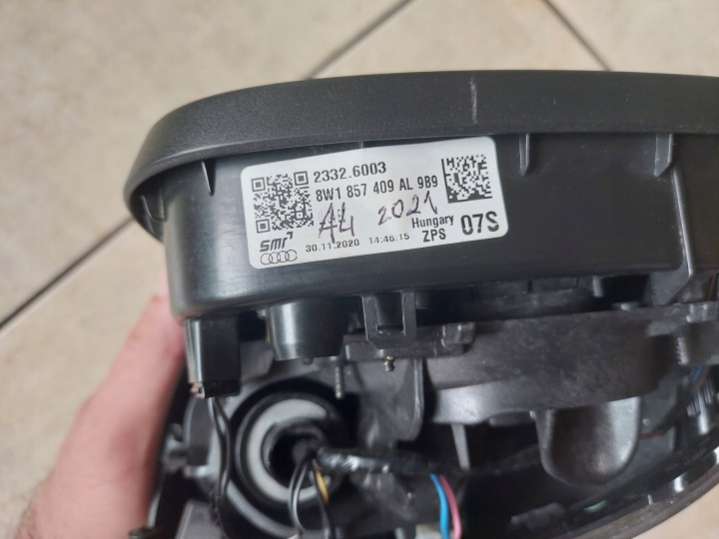 2332.6003
8W1 857 409 AL 989
A4 2021
Hungary
smr
30.11.2020 14:46:15 ZPS 07S